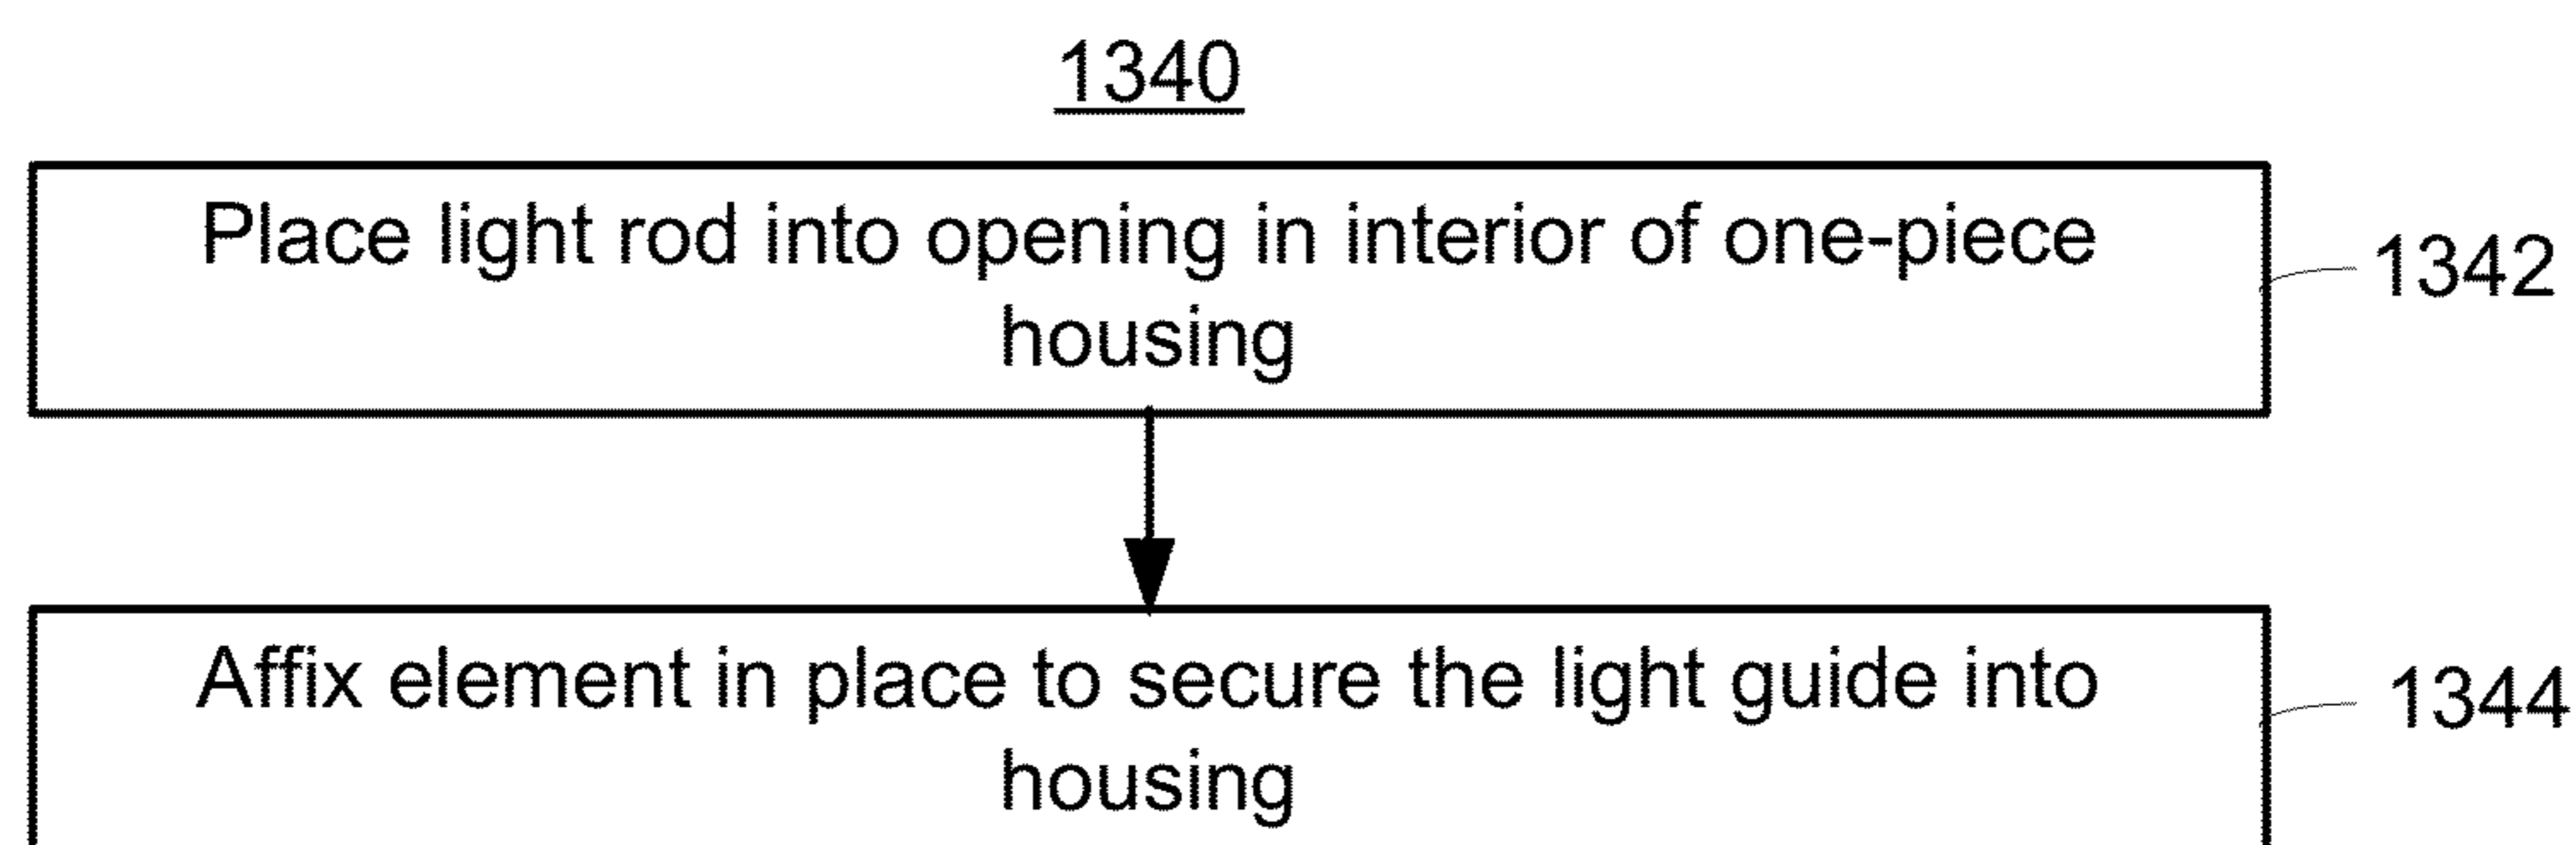 1340
Place light rod into opening in interior of one-piece
housing
1342
Affix element in place to secure the light guide into
housing
1344